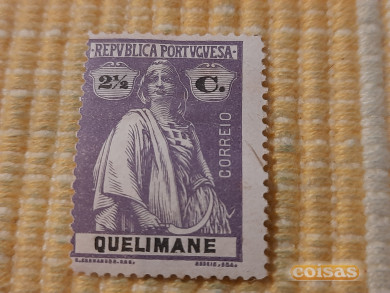 REPVBLICA PORTVGVESA
2½ C.
CORREIO
QUELIMANE
coisas